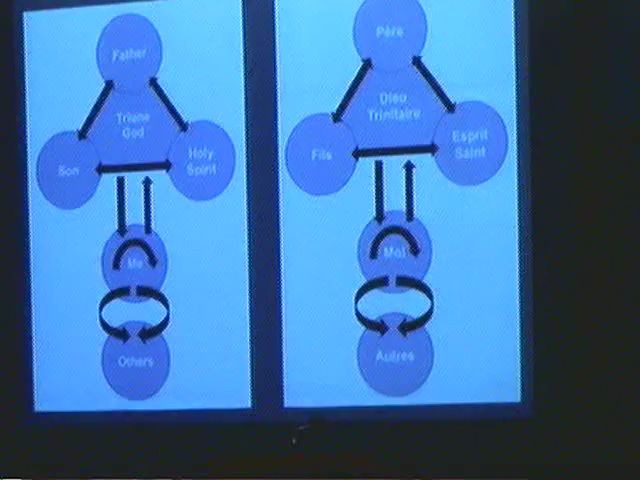 Father
Triune
God
Son
Holy
Spirit
Me
Others
Père
Dieu
Trinitaire
Fils
Esprit
Saint
Moi
Autres